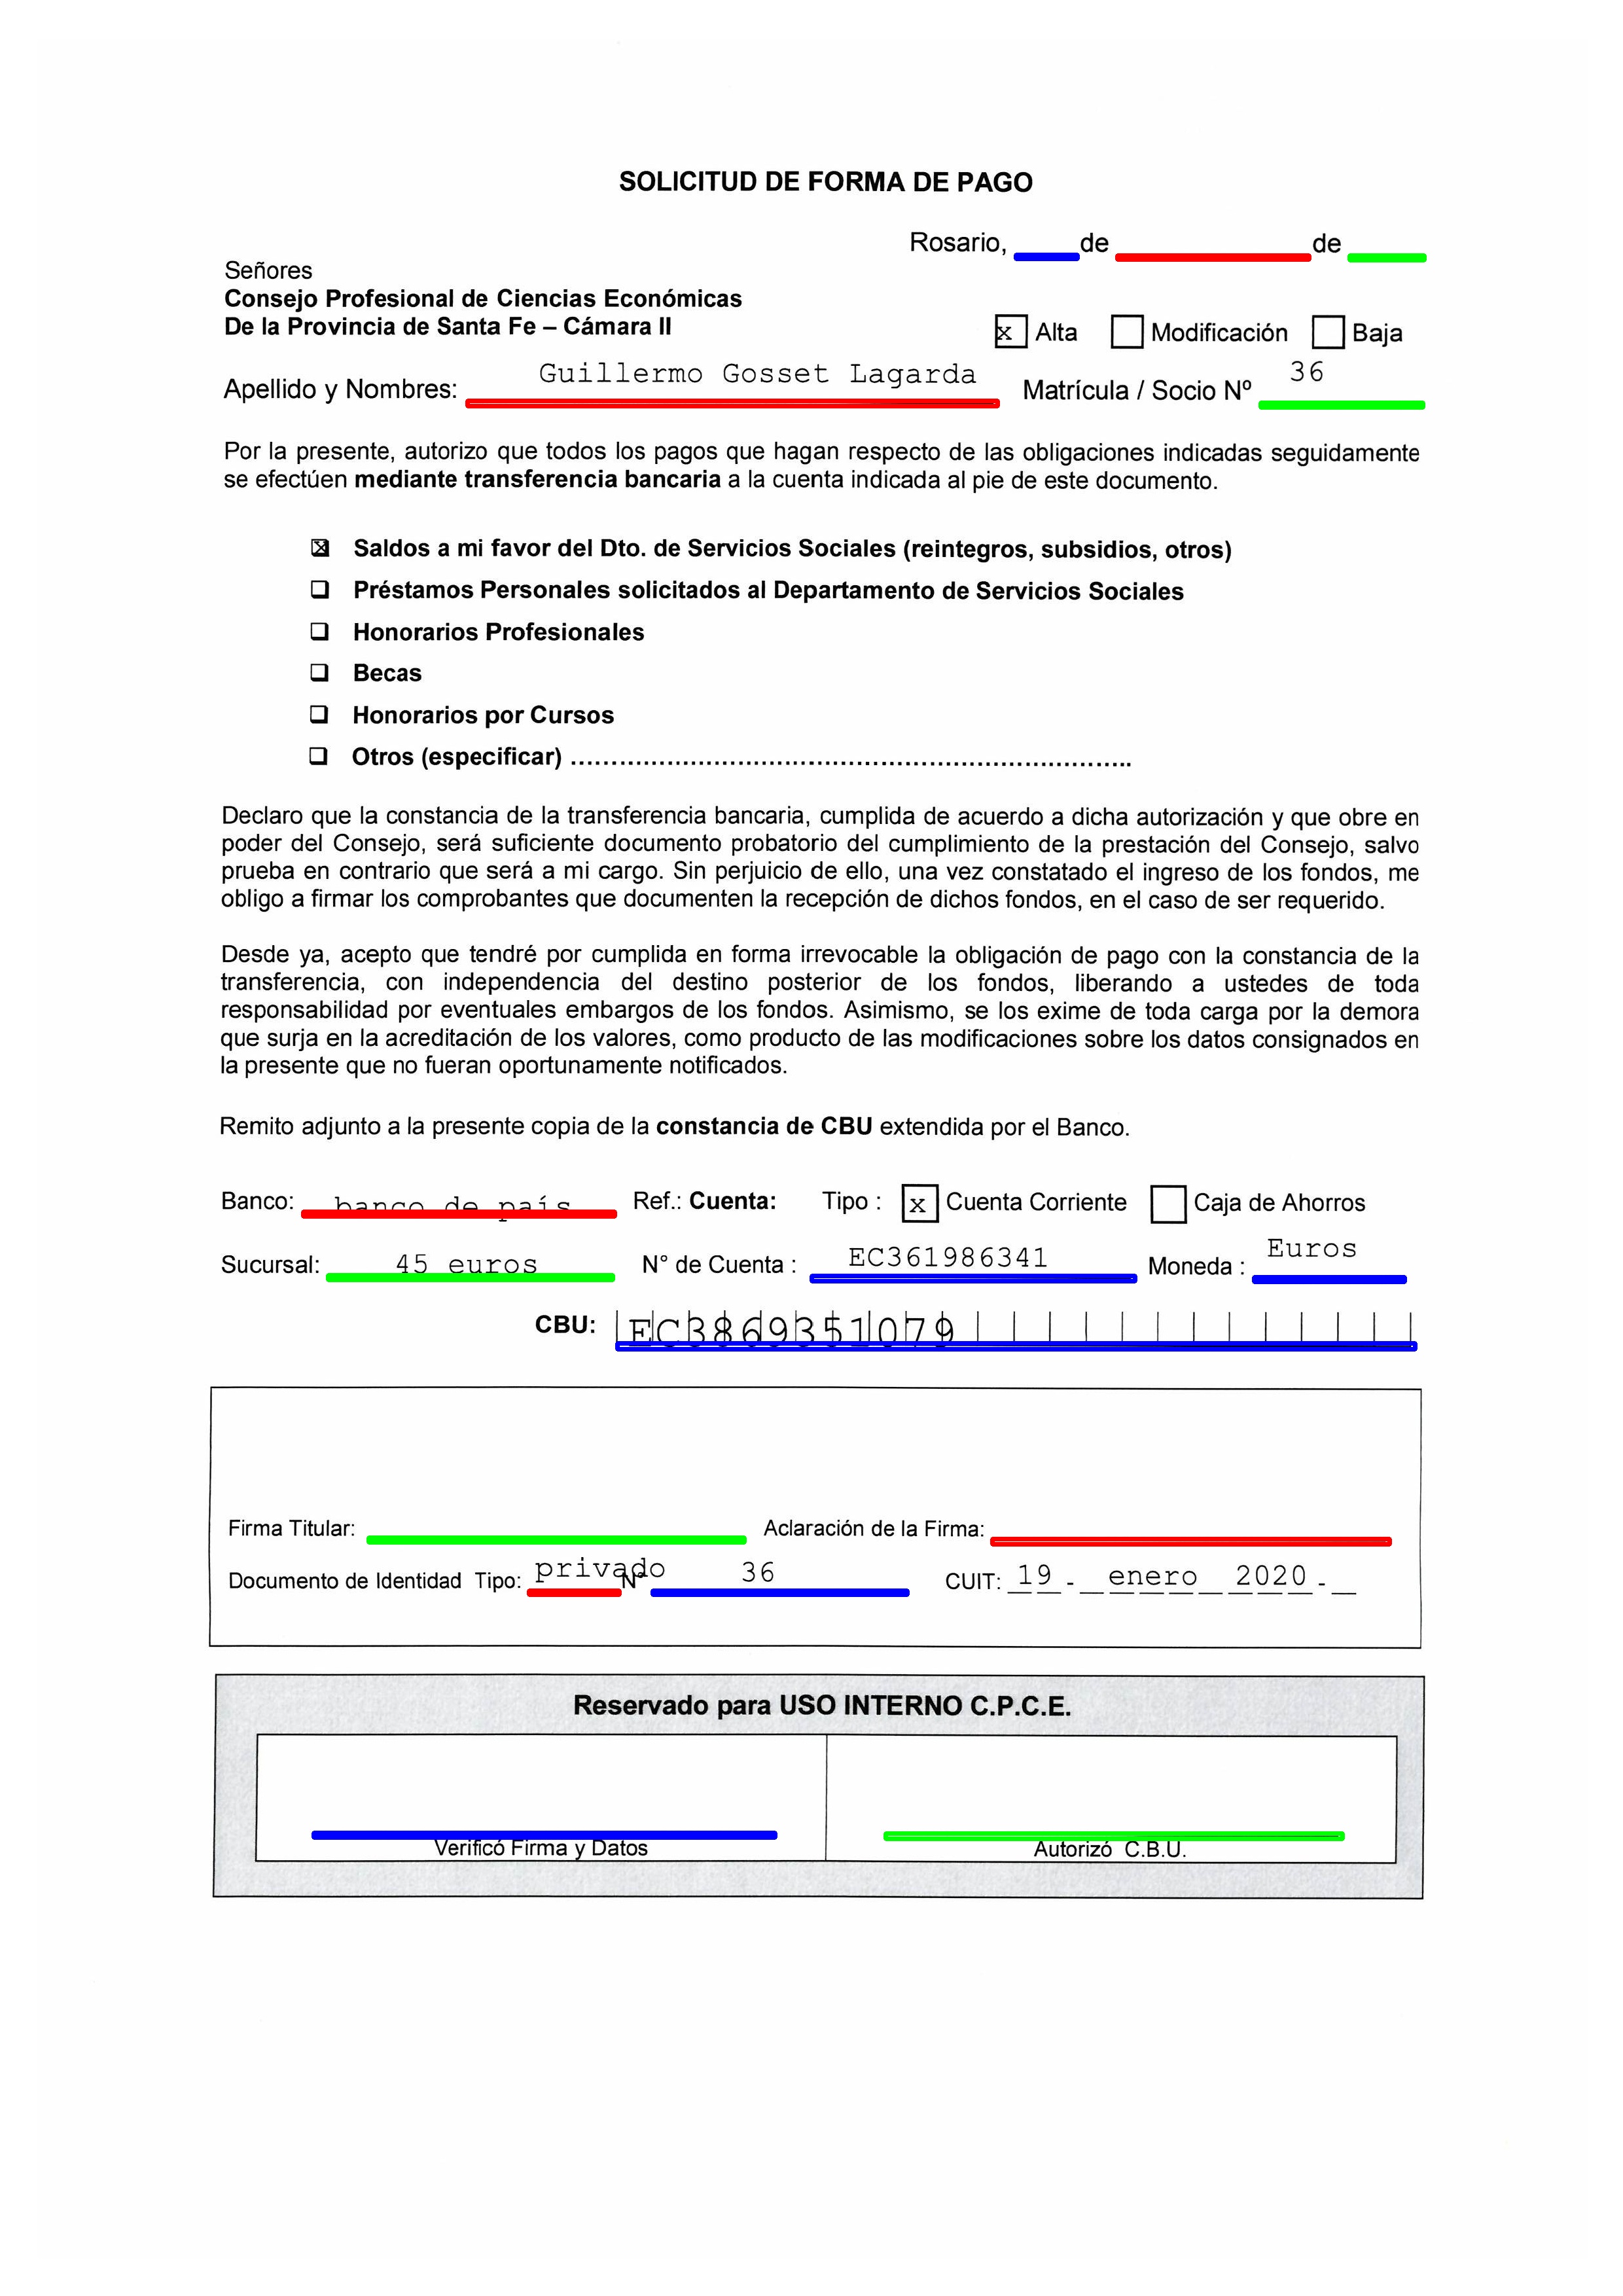 SOLICITUD DE FORMA DE PAGO
Rosario, de de
Señores
Consejo Profesional de Ciencias Económicas
De la Provincia de Santa Fe – Cámara II
x Alta Modificación Baja
Apellido y Nombres: Guillermo Gosset Lagarda Matrícula / Socio Nº 36
Por la presente, autorizo que todos los pagos que hagan respecto de las obligaciones indicadas seguidamente
se efectúen mediante transferencia bancaria a la cuenta indicada al pie de este documento.
x Saldos a mi favor del Dto. de Servicios Sociales (reintegros, subsidios, otros)
Préstamos Personales solicitados al Departamento de Servicios Sociales
Honorarios Profesionales
Becas
Honorarios por Cursos
Otros (especificar) ......................................................................
Declaro que la constancia de la transferencia bancaria, cumplida de acuerdo a dicha autorización y que obre en
poder del Consejo, será suficiente documento probatorio del cumplimiento de la prestación del Consejo, salvo
prueba en contrario que será a mi cargo. Sin perjuicio de ello, una vez constatado el ingreso de los fondos, me
obligo a firmar los comprobantes que documenten la recepción de dichos fondos, en el caso de ser requerido.
Desde ya, acepto que tendré por cumplida en forma irrevocable la obligación de pago con la constancia de la
transferencia, con independencia del destino posterior de los fondos, liberando a ustedes de toda
responsabilidad por eventuales embargos de los fondos. Asimismo, se los exime de toda carga por la demora
que surja en la acreditación de los valores, como producto de las modificaciones sobre los datos consignados en
la presente que no fueran oportunamente notificados.
Remito adjunto a la presente copia de la constancia de CBU extendida por el Banco.
Banco: banco de país Ref.: Cuenta: Tipo : x Cuenta Corriente Caja de Ahorros
Sucursal: 45 euros N° de Cuenta : EC361986341 Moneda : Euros
CBU: EC3869351079
Firma Titular: Aclaración de la Firma:
Documento de Identidad Tipo: privado N° 36 CUIT: 19 - enero 2020 -
Reservado para USO INTERNO C.P.C.E.
Verificó Firma y Datos Autorizó C.B.U.